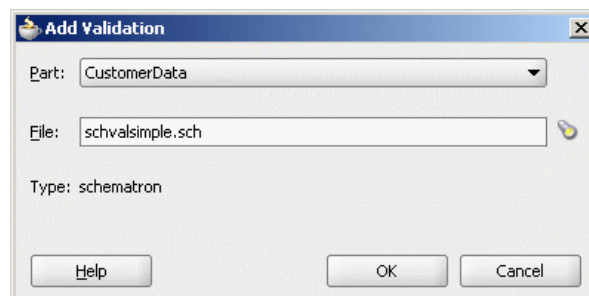 Add Validation
Part: CustomerData
File: schvalsimple.sch
Type: schematron
Help OK Cancel